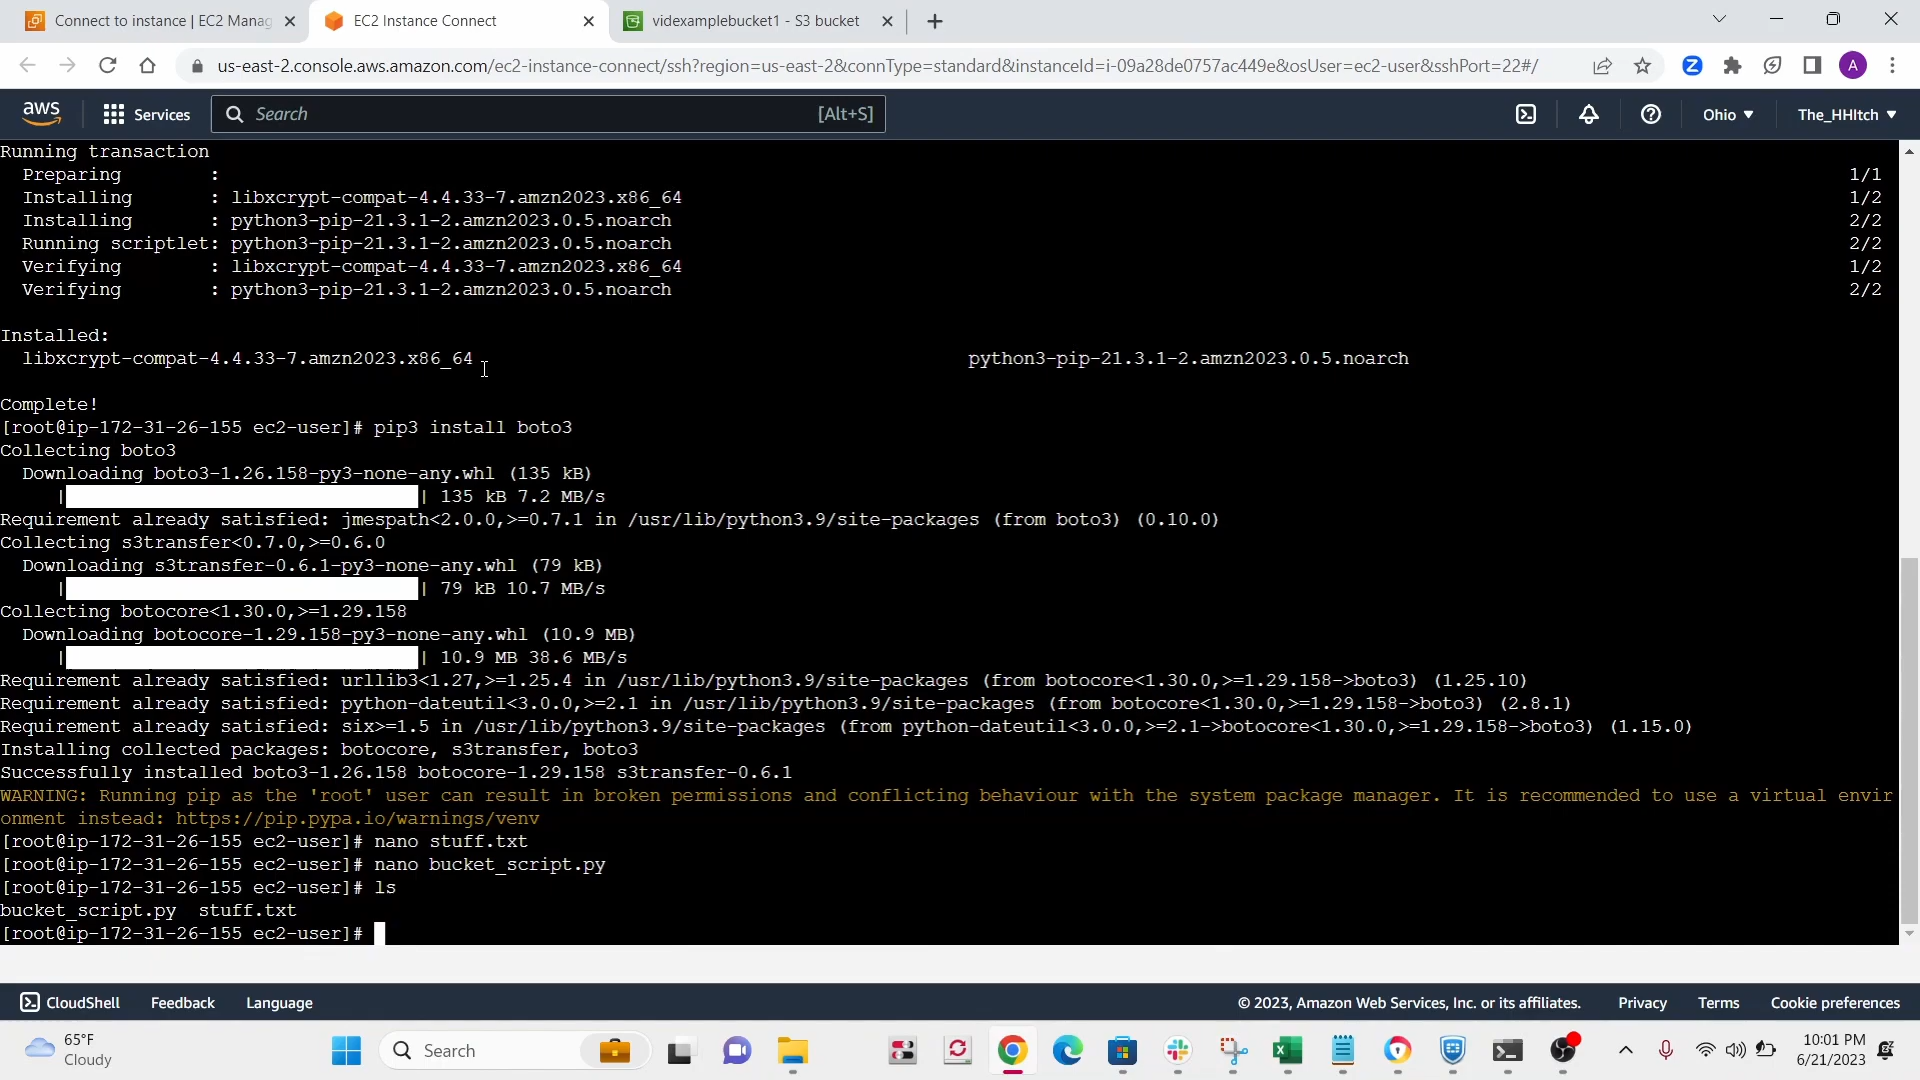 Connect to instance | EC2 Manag
EC2 Instance Connect
videxamplebucket1 - S3 bucket
us-east-2.console.aws.amazon.com/ec2-instance-connect/ssh?region=us-east-2&connType=standard&instanceId=i-09a28de0757ac449e&osUser=ec2-user&sshPort=22#/
A
aws Services Search [Alt+S] Ohio ▼ The_HHItch ▼
Running transaction
Preparing : 1/1
Installing : libxcrypt-compat-4.4.33-7.amzn2023.x86_64 1/2
Installing : python3-pip-21.3.1-2.amzn2023.0.5.noarch 2/2
Running scriptlet: python3-pip-21.3.1-2.amzn2023.0.5.noarch 2/2
Verifying : libxcrypt-compat-4.4.33-7.amzn2023.x86_64 1/2
Verifying : python3-pip-21.3.1-2.amzn2023.0.5.noarch 2/2
Installed:
libxcrypt-compat-4.4.33-7.amzn2023.x86_64 python3-pip-21.3.1-2.amzn2023.0.5.noarch
Complete!
[root@ip-172-31-26-155 ec2-user]# pip3 install boto3
Collecting boto3
Downloading boto3-1.26.158-py3-none-any.whl (135 kB)
| | 135 kB 7.2 MB/s
Requirement already satisfied: jmespath<2.0.0,>=0.7.1 in /usr/lib/python3.9/site-packages (from boto3) (0.10.0)
Collecting s3transfer<0.7.0,>=0.6.0
Downloading s3transfer-0.6.1-py3-none-any.whl (79 kB)
| | 79 kB 10.7 MB/s
Collecting botocore<1.30.0,>=1.29.158
Downloading botocore-1.29.158-py3-none-any.whl (10.9 MB)
| | 10.9 MB 38.6 MB/s
Requirement already satisfied: urllib3<1.27,>=1.25.4 in /usr/lib/python3.9/site-packages (from botocore<1.30.0,>=1.29.158->boto3) (1.25.10)
Requirement already satisfied: python-dateutil<3.0.0,>=2.1 in /usr/lib/python3.9/site-packages (from botocore<1.30.0,>=1.29.158->boto3) (2.8.1)
Requirement already satisfied: six>=1.5 in /usr/lib/python3.9/site-packages (from python-dateutil<3.0.0,>=2.1->botocore<1.30.0,>=1.29.158->boto3) (1.15.0)
Installing collected packages: botocore, s3transfer, boto3
Successfully installed boto3-1.26.158 botocore-1.29.158 s3transfer-0.6.1
WARNING: Running pip as the 'root' user can result in broken permissions and conflicting behaviour with the system package manager. It is recommended to use a virtual envir
onment instead: https://pip.pypa.io/warnings/venv
[root@ip-172-31-26-155 ec2-user]# nano stuff.txt
[root@ip-172-31-26-155 ec2-user]# nano bucket_script.py
[root@ip-172-31-26-155 ec2-user]# ls
bucket_script.py stuff.txt
[root@ip-172-31-26-155 ec2-user]#
CloudShell Feedback Language © 2023, Amazon Web Services, Inc. or its affiliates. Privacy Terms Cookie preferences
65°F
Cloudy
Search
10:01 PM
6/21/2023